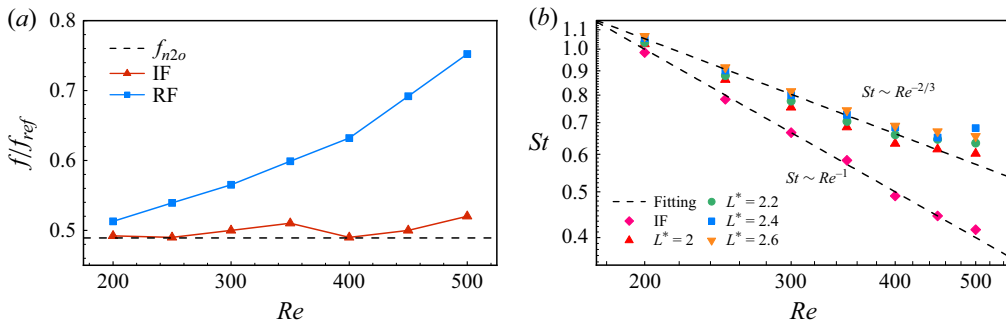 (a)
0.8
0.7
0.6
0.5
f/f_ref
f_n2o
IF
RF
200
300
400
500
Re
(b)
1.1
1.0
0.9
0.8
0.7
0.6
0.5
0.4
St
St ~ Re^−2/3
St ~ Re^−1
Fitting
IF
L* = 2
L* = 2.2
L* = 2.4
L* = 2.6
200
300
400
500
Re